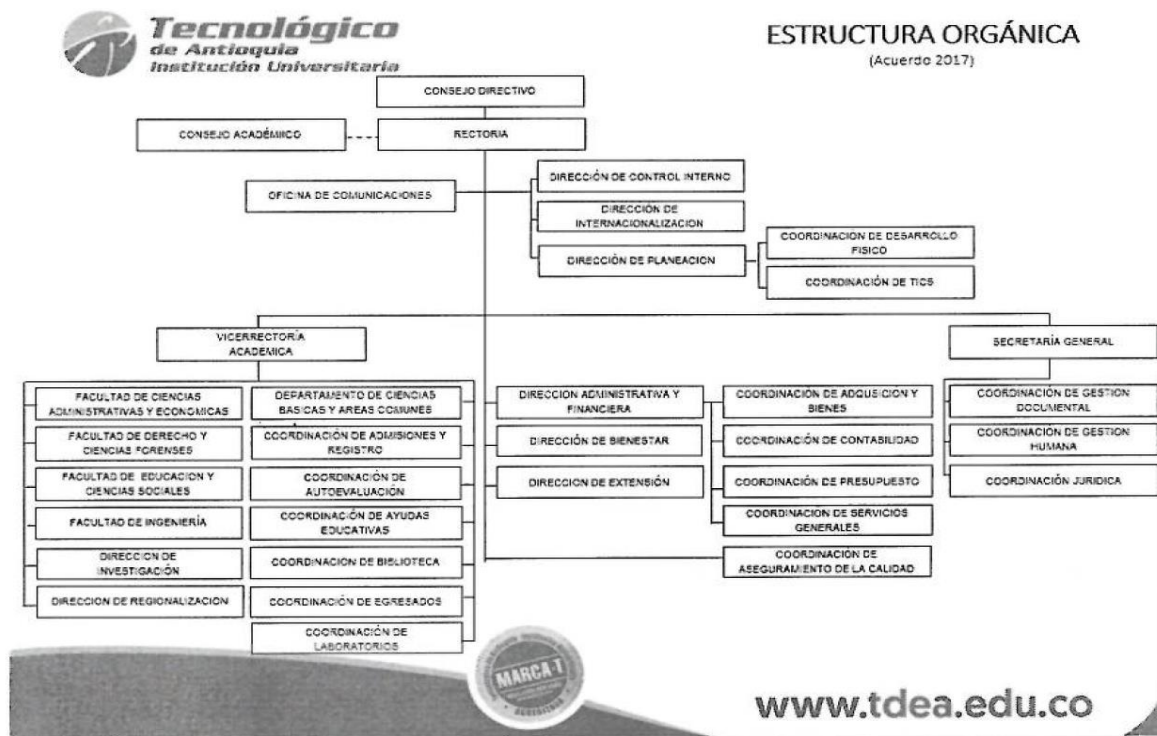 Tecnológico
de Antioquia
Institución Universitaria
ESTRUCTURA ORGÁNICA
(Acuerdo 2017)
CONSEJO DIRECTIVO
CONSEJO ACADÉMIICO
RECTORIA
OFICINA DE COMUNICACIONES
DIRECCIÓN DE CONTROL INTERNO
DIRECCIÓN DE
INTERNACIONALIZACION
DIRECCIÓN DE PLANEACION
COORDINACION DE DESARROLLO
FISICO
COORDINACIÓN DE TICS
VICERRECTORÍA
ACADEMICA
SECRETARÍA GENERAL
FACULTAD DE CIENCIAS
ADMINISTRATIVAS Y ECONOMICAS
FACULTAD DE DERECHO Y
CIENCIAS FORENSES
FACULTAD DE EDUCACION Y
CIENCIAS SOCIALES
FACULTAD DE INGENIERÍA
DIRECCION DE
INVESTIGACIÓN
DIRECCION DE REGIONALIZACION
DEPARTAMENTO DE CIENCIAS
BASICAS Y AREAS COMUNES
COORDINACIÓN DE ADMISIONES Y
REGISTRO
COORDINACIÓN DE
AUTOEVALUACIÓN
COORDINACIÓN DE AYUDAS
EDUCATIVAS
COORDINACION DE BIBLIOTECA
COORDINACIÓN DE EGRESADOS
COORDINACIÓN DE
LABORATORIOS
DIRECCION ADMINISTRATIVA Y
FINANCIERA
DIRECCIÓN DE BIENESTAR
DIRECCION DE EXTENSIÓN
COORDINACIÓN DE ADQUSICION Y
BIENES
COORDINACIÓN DE CONTABILIDAD
COORDINACIÓN DE PRESUPUESTO
COORDINACION DE SERVICIOS
GENERALES
COORDINACIÓN DE
ASEGURAMIENTO DE LA CALIDAD
COORDINACIÓN DE GESTION
DOCUMENTAL
COORDINACIÓN DE GESTION
HUMANA
COORDINACIÓN JURIDICA
MARCA-T
www.tdea.edu.co